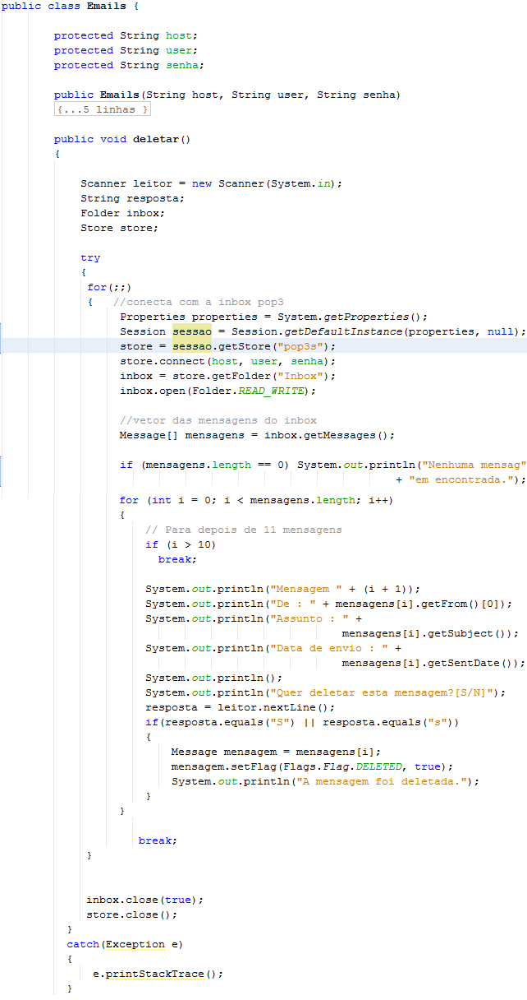 public class Emails {
protected String host;
protected String user;
protected String senha;
public Emails(String host, String user, String senha)
{...5 linhas }
public void deletar()
{
Scanner leitor = new Scanner(System.in);
String resposta;
Folder inbox;
Store store;
try
{
for(;;)
{   //conecta com a inbox pop3
Properties properties = System.getProperties();
Session sessao = Session.getDefaultInstance(properties, null);
store = sessao.getStore("pop3s");
store.connect(host, user, senha);
inbox = store.getFolder("Inbox");
inbox.open(Folder.READ_WRITE);
//vetor das mensagens do inbox
Message[] mensagens = inbox.getMessages();
if (mensagens.length == 0) System.out.println("Nenhuma mensag"
+ "em encontrada.");
for (int i = 0; i < mensagens.length; i++)
{
// Para depois de 11 mensagens
if (i > 10)
break;
System.out.println("Mensagem " + (i + 1));
System.out.println("De : " + mensagens[i].getFrom()[0]);
System.out.println("Assunto : " +
mensagens[i].getSubject());
System.out.println("Data de envio : " +
mensagens[i].getSentDate());
System.out.println();
System.out.println("Quer deletar esta mensagem?[S/N]");
resposta = leitor.nextLine();
if(resposta.equals("S") || resposta.equals("s"))
{
Message mensagem = mensagens[i];
mensagem.setFlag(Flags.Flag.DELETED, true);
System.out.println("A mensagem foi deletada.");
}
}
break;
}
inbox.close(true);
store.close();
}
catch(Exception e)
{
e.printStackTrace();
}